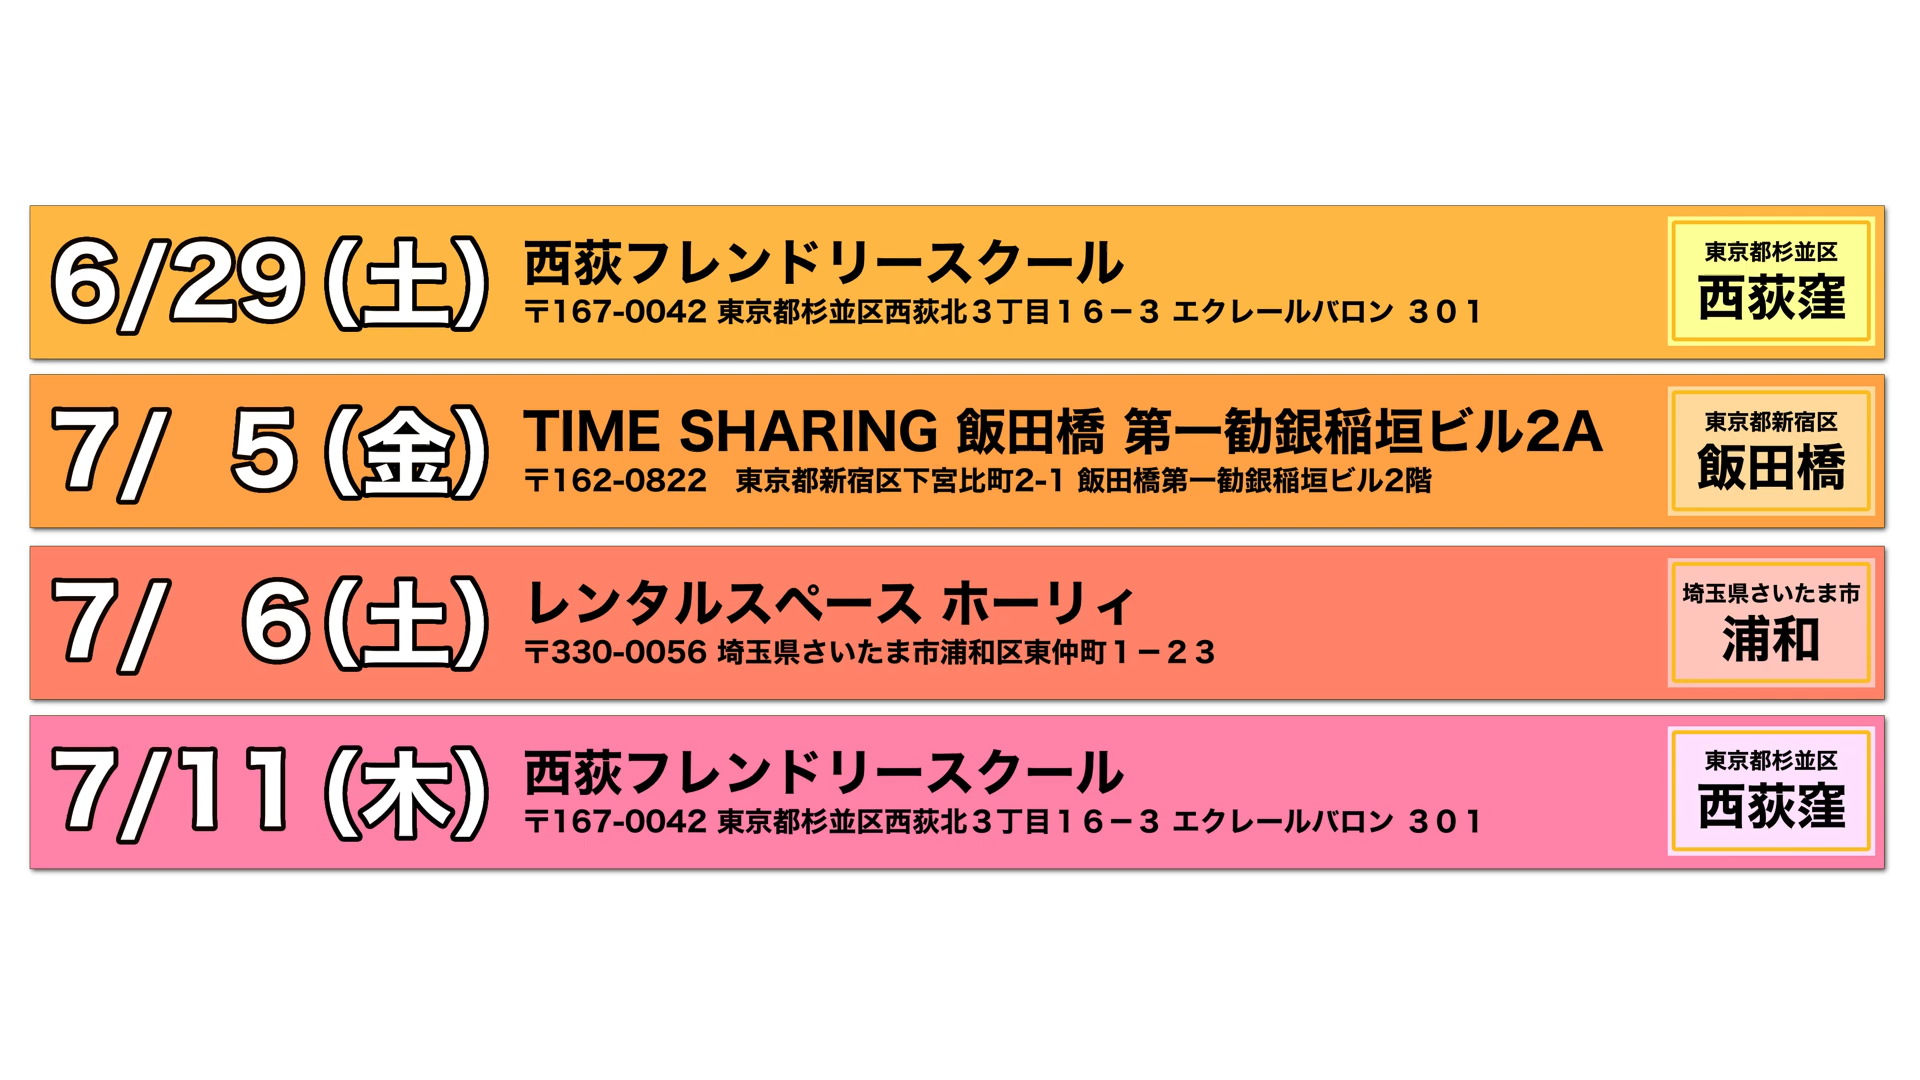 6/29(土)
西荻フレンドリースクール
〒167-0042 東京都杉並区西荻北３丁目１６－３ エクレールバロン ３０１
東京都杉並区
西荻窪
7/ 5(金)
TIME SHARING 飯田橋 第一勧銀稲垣ビル2A
〒162-0822　東京都新宿区下宮比町2-1 飯田橋第一勧銀稲垣ビル2階
東京都新宿区
飯田橋
7/ 6(土)
レンタルスペース ホーリィ
〒330-0056 埼玉県さいたま市浦和区東仲町１－２３
埼玉県さいたま市
浦和
7/11(木)
西荻フレンドリースクール
〒167-0042 東京都杉並区西荻北３丁目１６－３ エクレールバロン ３０１
東京都杉並区
西荻窪